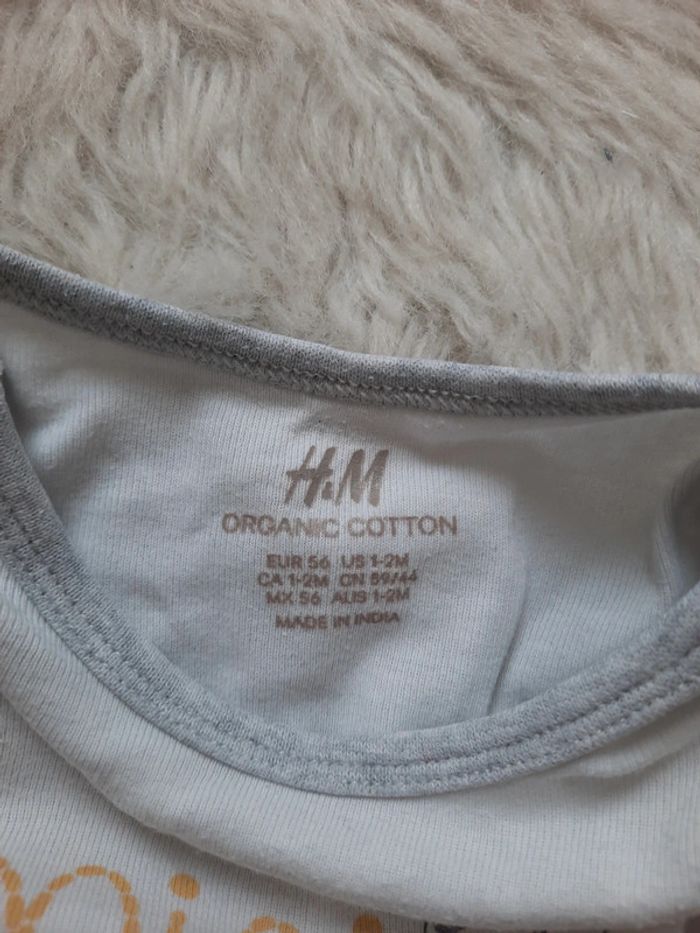 H&M
ORGANIC COTTON
EUR 56 US 1-2M
CA 1-2M CN 59/44
MX 56 AUS 1-2M
MADE IN INDIA